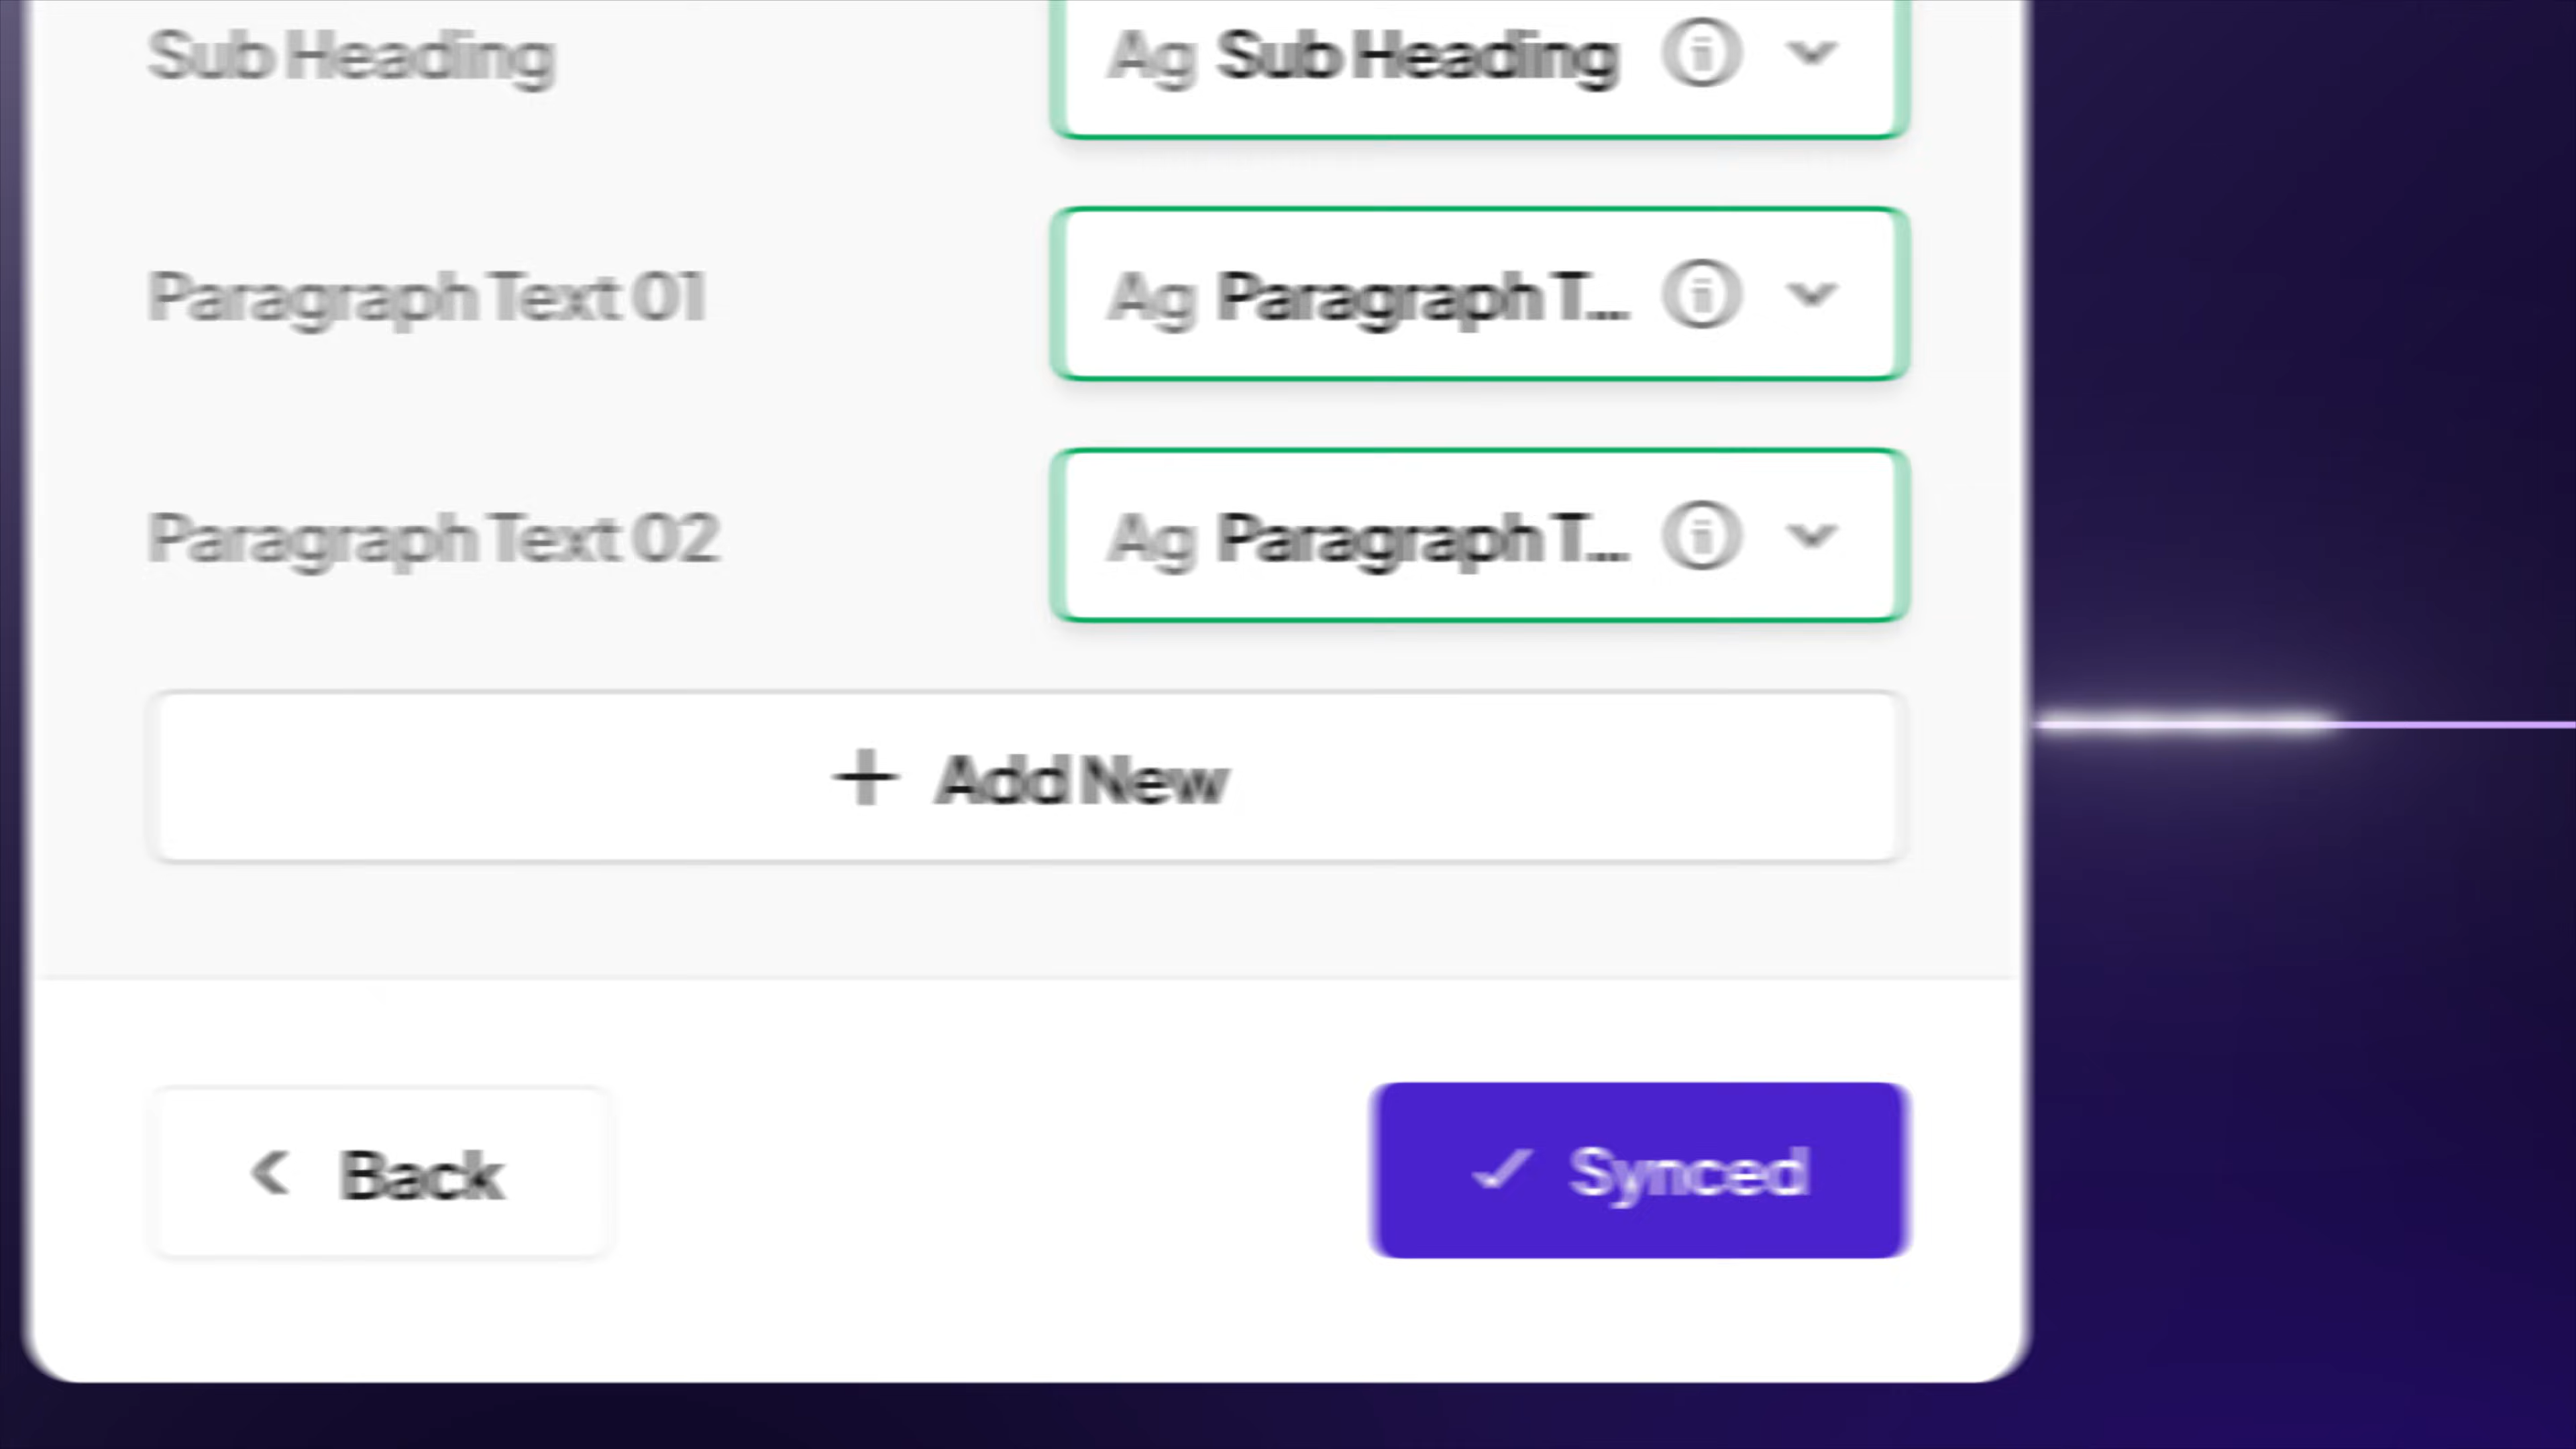 Sub Heading
Ag Sub Heading
Paragraph Text 01
Ag Paragraph T...
Paragraph Text 02
Ag Paragraph T...
+ Add New
Back
Synced